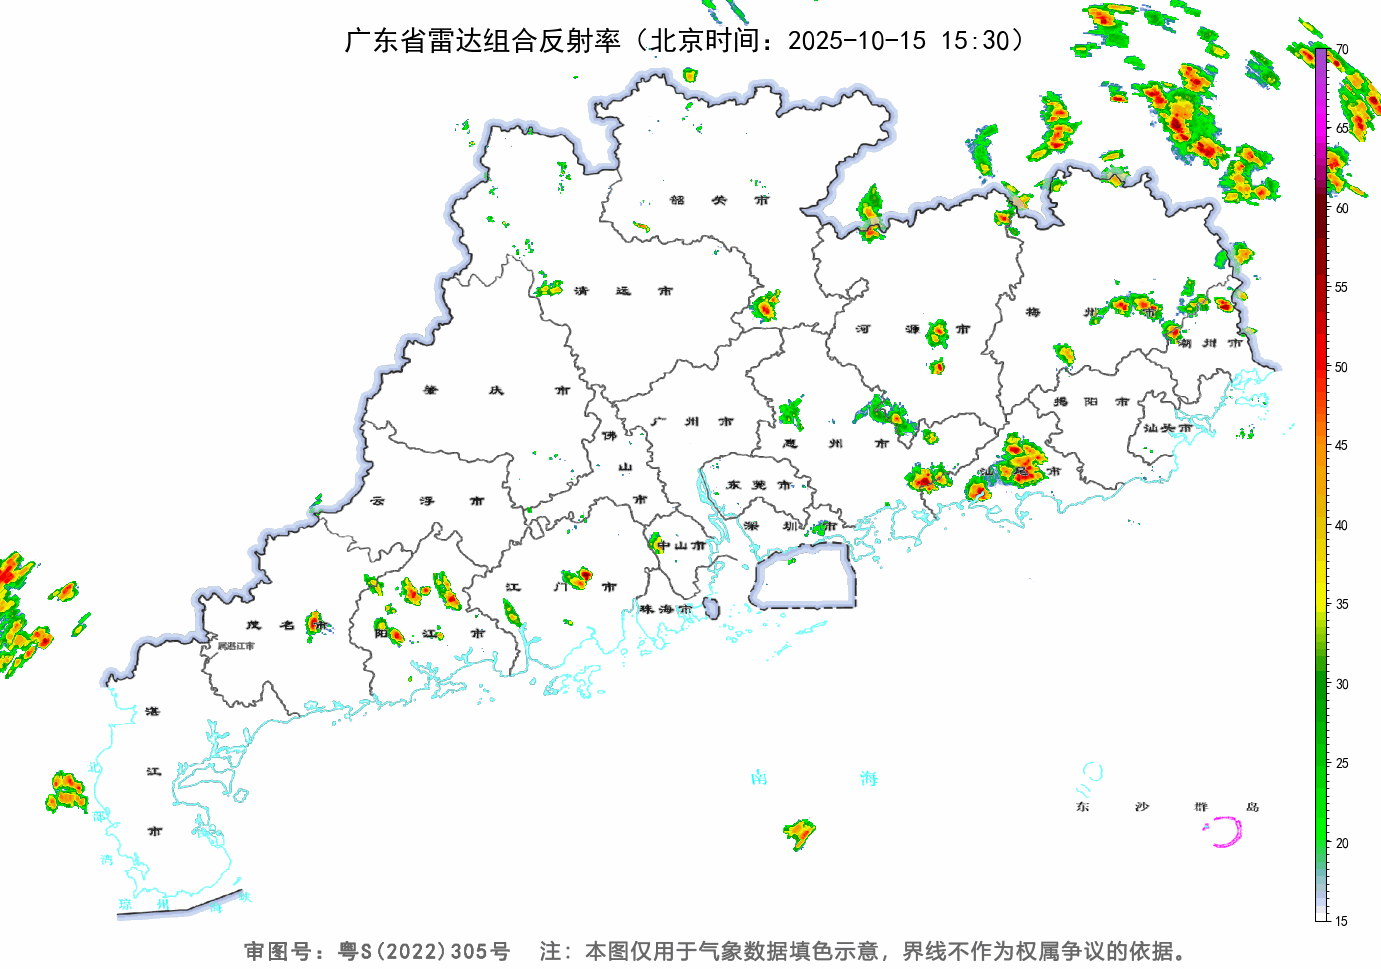 广东省雷达组合反射率（北京时间：2025-10-15 15:30）
70
65
60
55
50
45
40
35
30
25
20
15
韶关市
清远市
河源市
梅州市
潮州市
肇庆市
广州市
揭阳市
佛山市
惠州市
汕头市
汕尾市
东莞市
云浮市
深圳市
中山市
江门市
珠海市
茂名市
阳江市
属湛江市
湛江市
北部湾
南海
东沙群岛
琼州海峡
审图号：粤S(2022)305号 注：本图仅用于气象数据填色示意，界线不作为权属争议的依据。